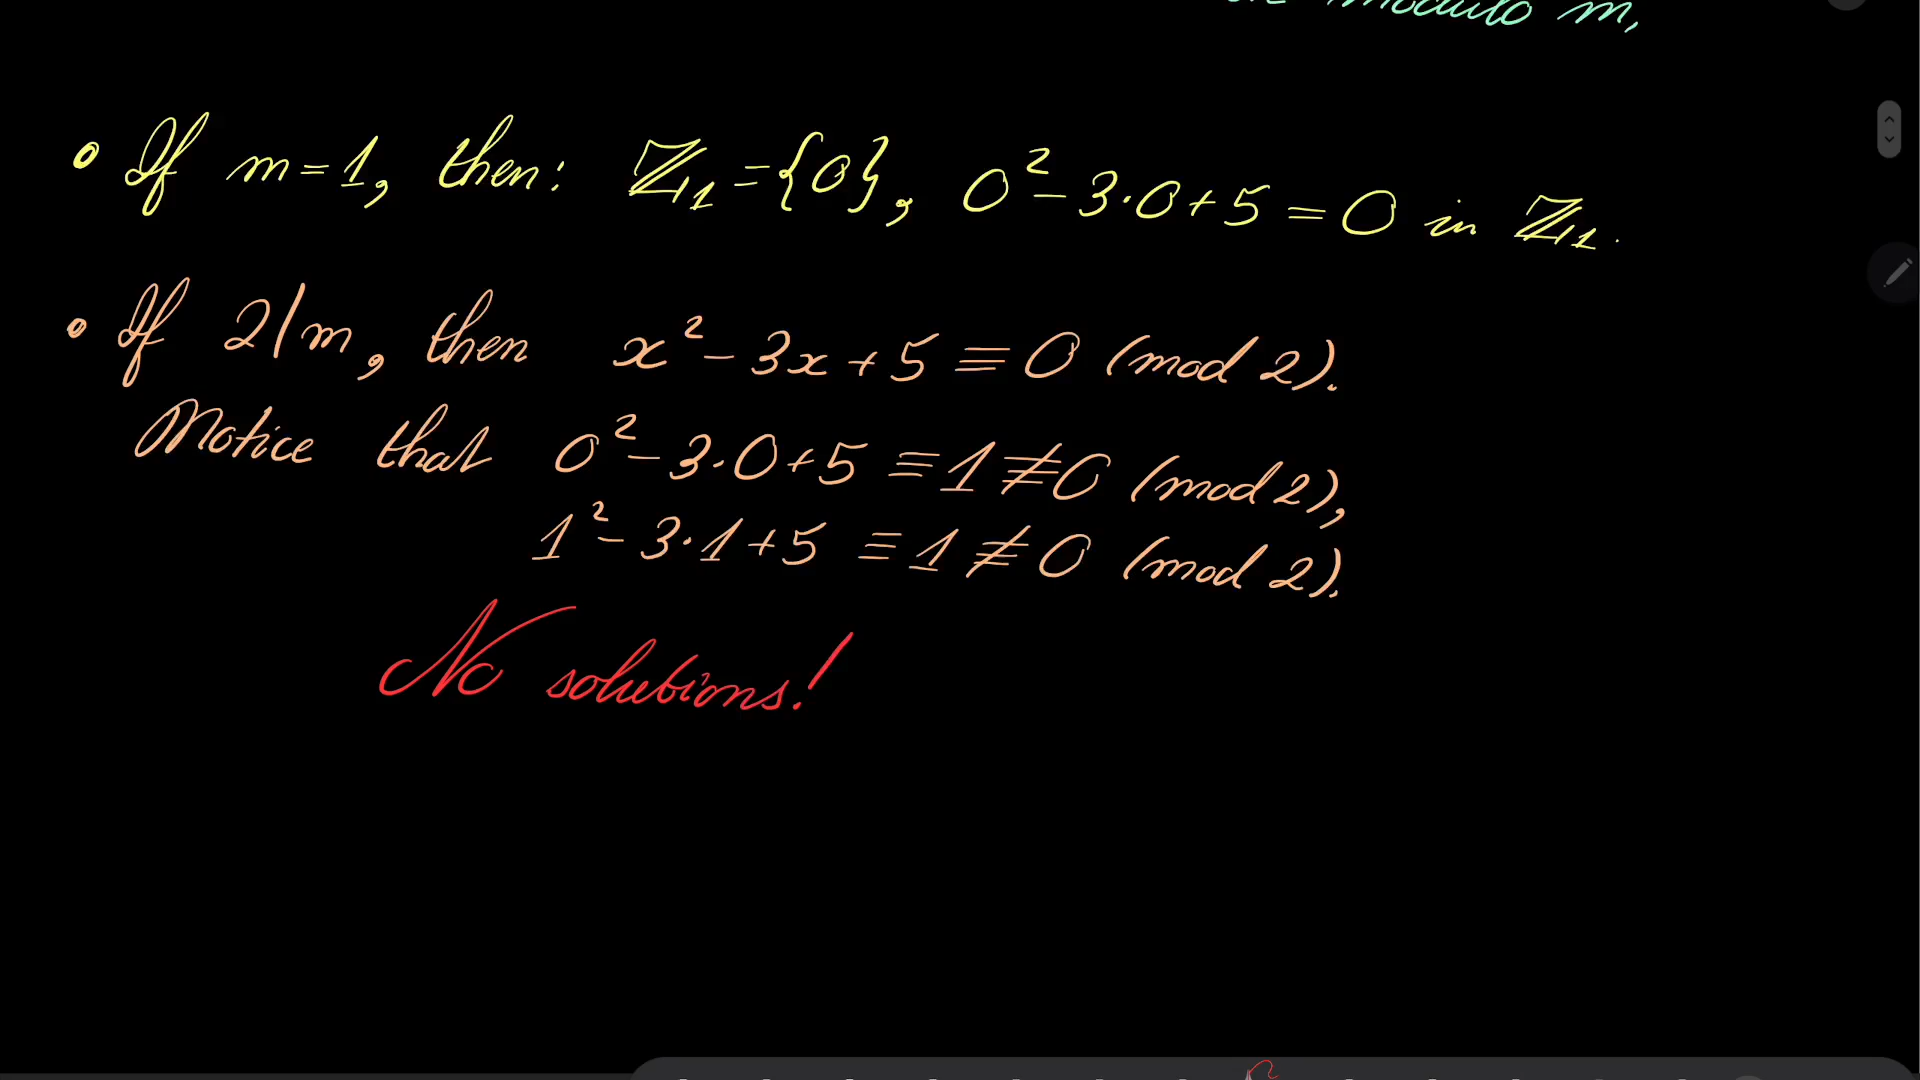 modulo m,
• If m=1, then: ℤ₁={0}, 0²-3·0+5=0 in ℤ₁.
• If 2|m, then x²-3x+5≡0 (mod 2).
Notice that 0²-3·0+5≡1≢0 (mod 2),
1²-3·1+5≡1≢0 (mod 2).
No solutions!